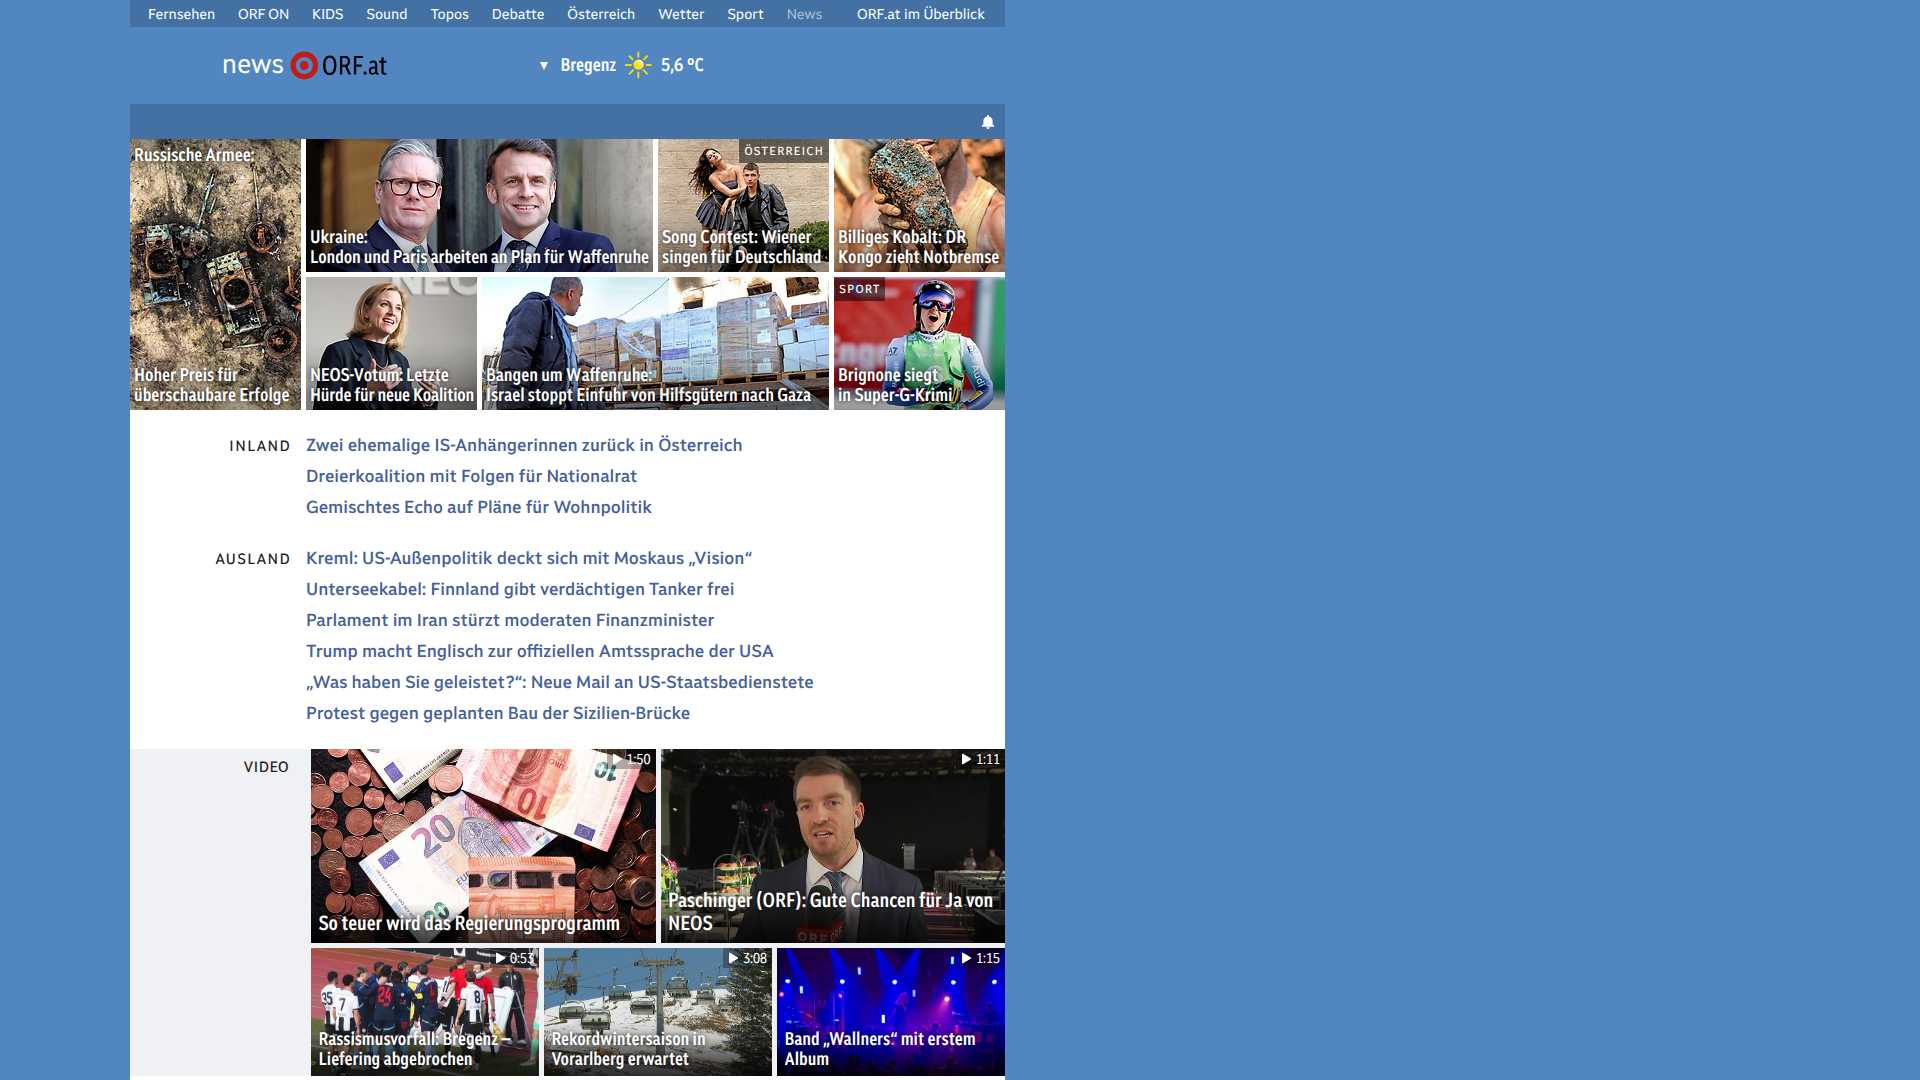 Fernsehen ORF ON KIDS Sound Topos Debatte Österreich Wetter Sport News ORF.at im Überblick
news ORF.at
Bregenz 5,6 °C
Russische Armee:
Hoher Preis für
überschaubare Erfolge
Ukraine:
London und Paris arbeiten an Plan für Waffenruhe
ÖSTERREICH
Song Contest: Wiener
singen für Deutschland
Billiges Kobalt: DR
Kongo zieht Notbremse
NEOS-Votum: Letzte
Hürde für neue Koalition
Bangen um Waffenruhe:
Israel stoppt Einfuhr von Hilfsgütern nach Gaza
SPORT
Brignone siegt
in Super-G-Krimi
INLAND
Zwei ehemalige IS-Anhängerinnen zurück in Österreich
Dreierkoalition mit Folgen für Nationalrat
Gemischtes Echo auf Pläne für Wohnpolitik
AUSLAND
Kreml: US-Außenpolitik deckt sich mit Moskaus „Vision“
Unterseekabel: Finnland gibt verdächtigen Tanker frei
Parlament im Iran stürzt moderaten Finanzminister
Trump macht Englisch zur offiziellen Amtssprache der USA
„Was haben Sie geleistet?“: Neue Mail an US-Staatsbedienstete
Protest gegen geplanten Bau der Sizilien-Brücke
VIDEO
1:50
So teuer wird das Regierungsprogramm
1:11
Paschinger (ORF): Gute Chancen für Ja von
NEOS
0:53
Rassismusvorfall: Bregenz –
Liefering abgebrochen
3:08
Rekordwintersaison in
Vorarlberg erwartet
1:15
Band „Wallners“ mit erstem
Album